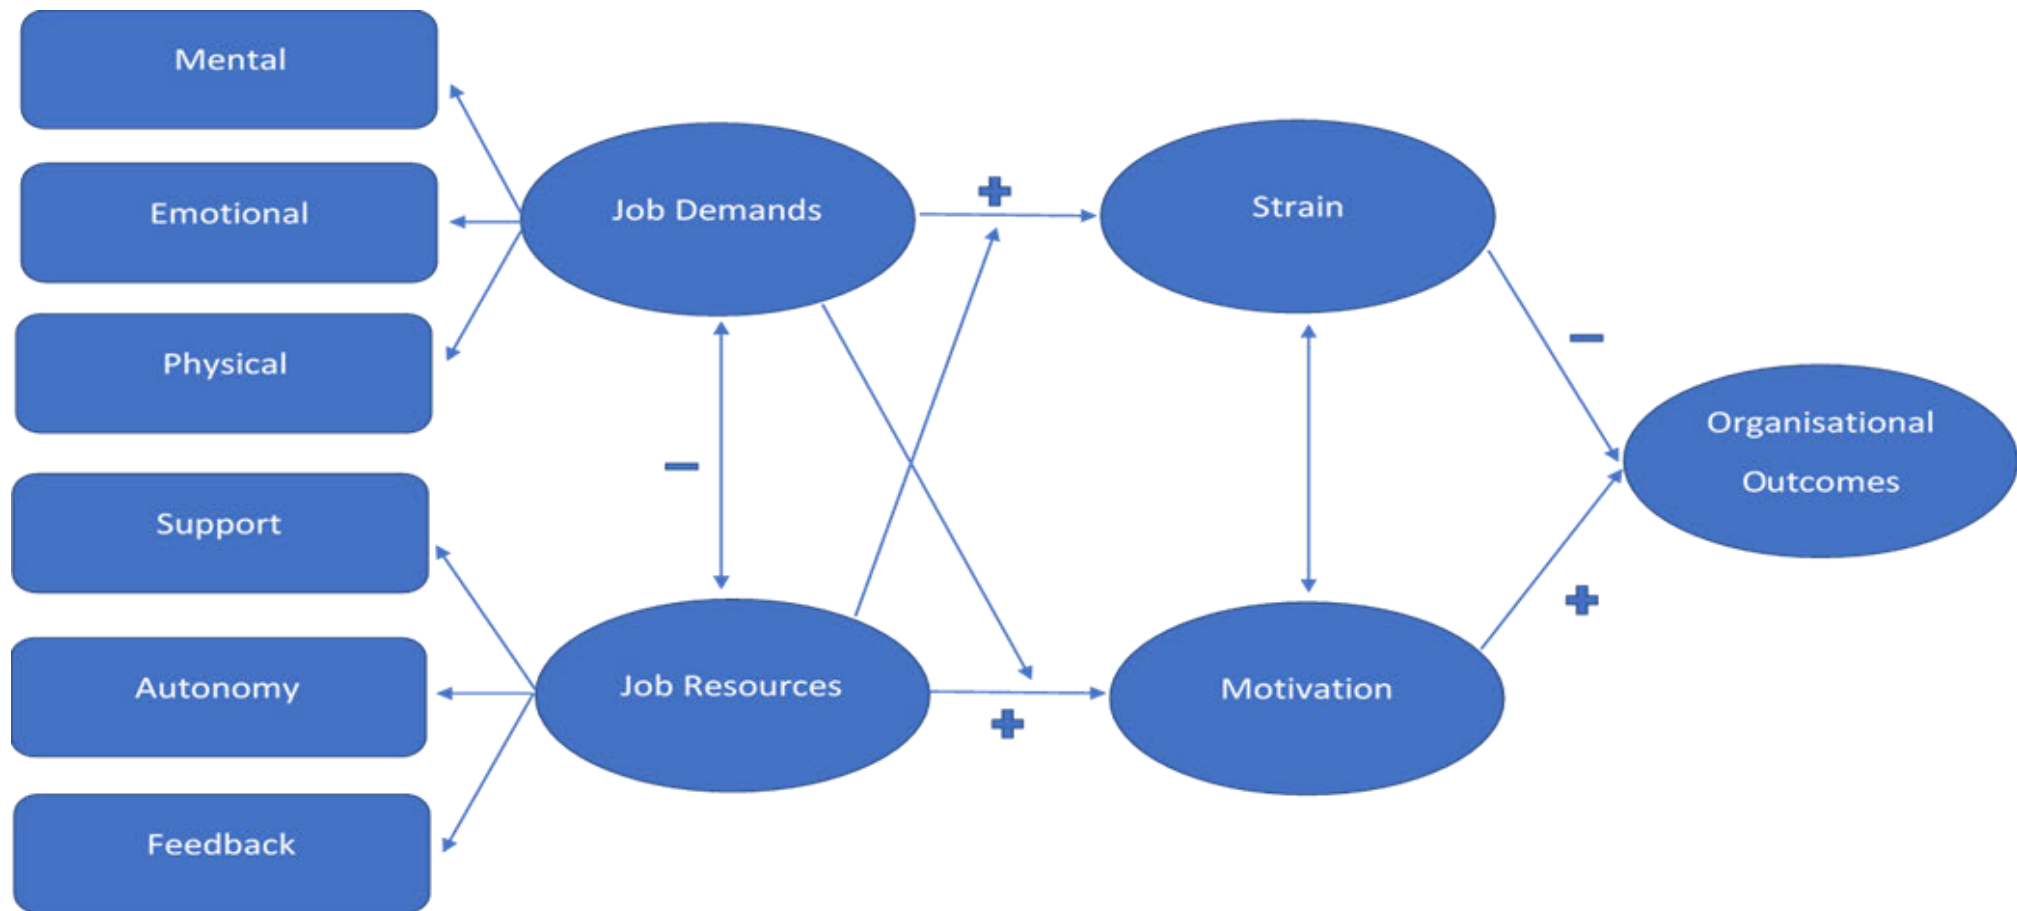 Mental
Emotional
Physical
Support
Autonomy
Feedback
Job Demands
Job Resources
+
−
+
Strain
Motivation
−
+
Organisational
Outcomes